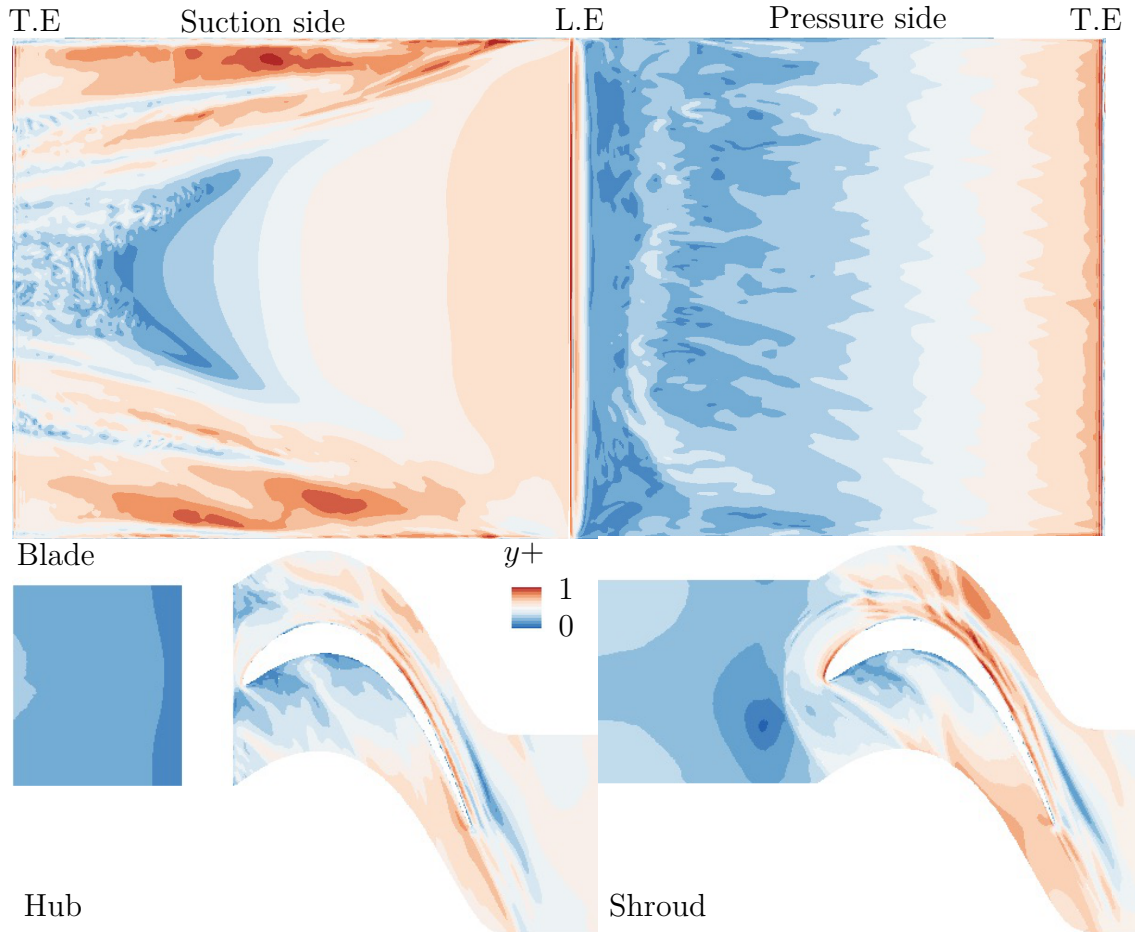 T.E Suction side L.E Pressure side T.E
Blade
y+
1
0
Hub
Shroud